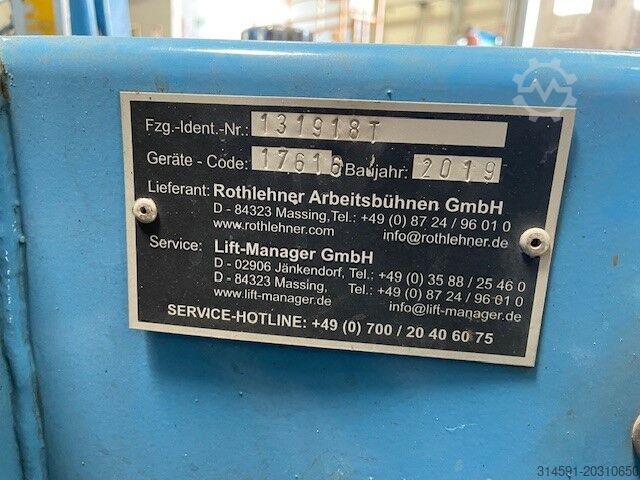 Fzg.-Ident.-Nr.: 131918T
Geräte - Code: 17616 Baujahr: 2019
Lieferant: Rothlehner Arbeitsbühnen GmbH
D - 84323 Massing, Tel.: +49 (0) 87 24 / 96 01 0
www.rothlehner.com info@rothlehner.de
Service: Lift-Manager GmbH
D - 02906 Jänkendorf, Tel.: +49 (0) 35 88 / 25 46 0
D - 84323 Massing, Tel.: +49 (0) 87 24 / 96 01 0
www.lift-manager.de info@lift-manager.de
SERVICE-HOTLINE: +49 (0) 700 / 20 40 60 75
314591-20310650